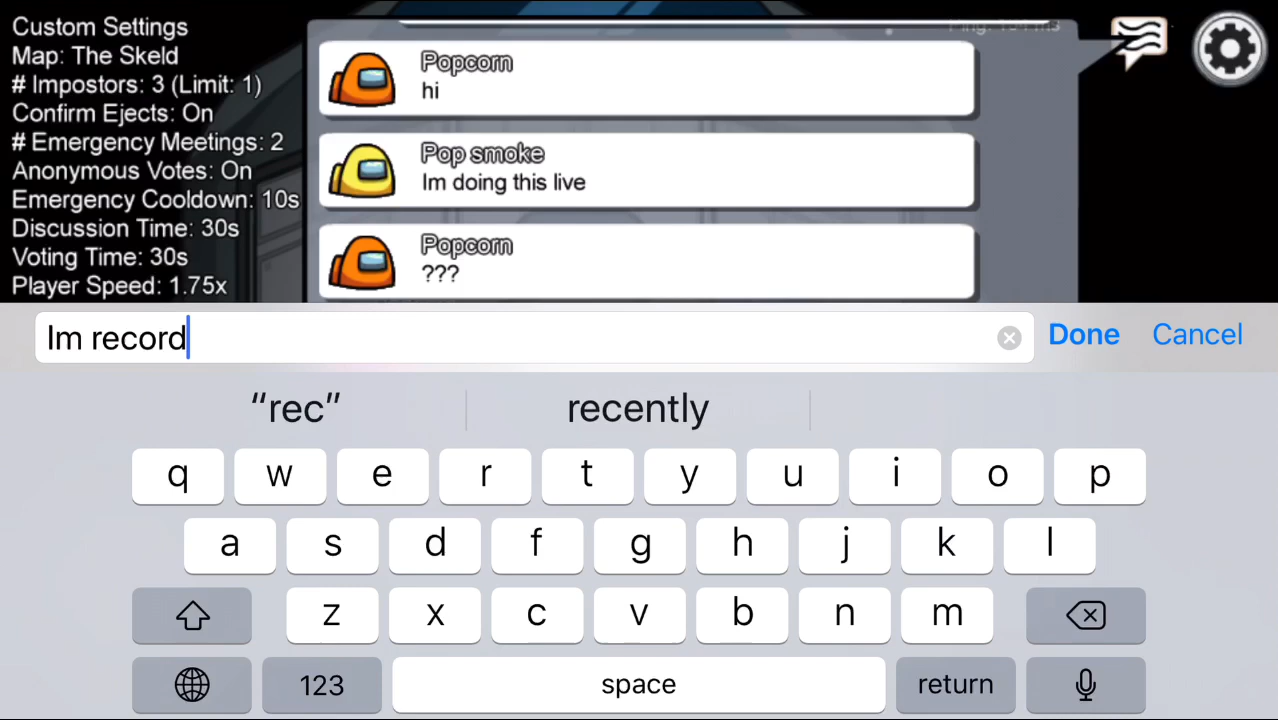 Custom Settings
Map: The Skeld
# Impostors: 3 (Limit: 1)
Confirm Ejects: On
# Emergency Meetings: 2
Anonymous Votes: On
Emergency Cooldown: 10s
Discussion Time: 30s
Voting Time: 30s
Player Speed: 1.75x
Popcorn
hi
Pop smoke
Im doing this live
Popcorn
???
Im record
Done Cancel
“rec” recently
q w e r t y u i o p
a s d f g h j k l
z x c v b n m
123 space return